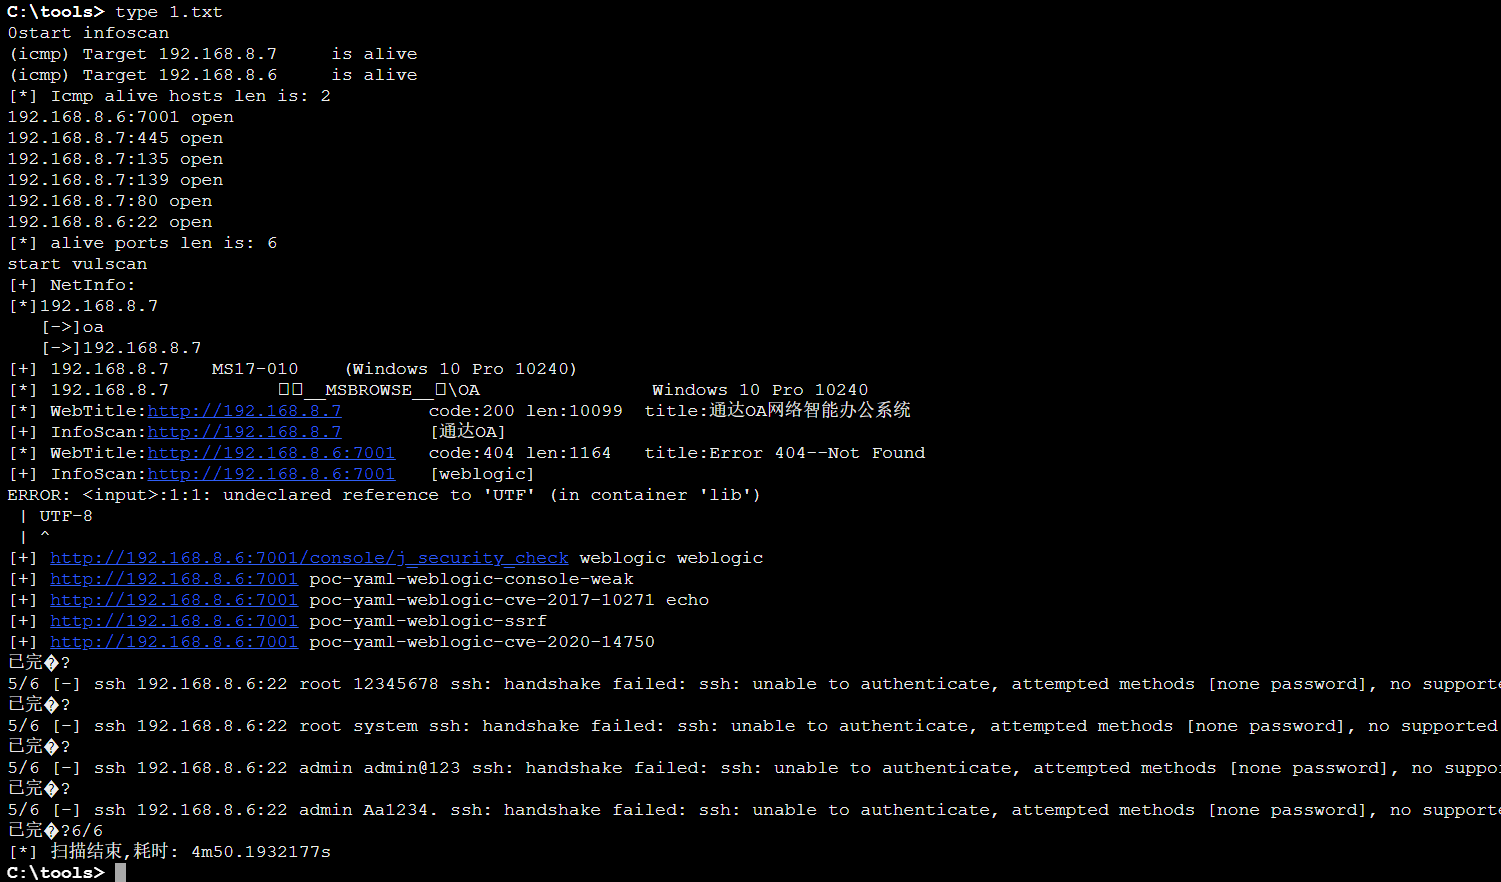 C:\tools> type 1.txt
0start infoscan
(icmp) Target 192.168.8.7     is alive
(icmp) Target 192.168.8.6     is alive
[*] Icmp alive hosts len is: 2
192.168.8.6:7001 open
192.168.8.7:445 open
192.168.8.7:135 open
192.168.8.7:139 open
192.168.8.7:80 open
192.168.8.6:22 open
[*] alive ports len is: 6
start vulscan
[+] NetInfo:
[*]192.168.8.7
   [->]oa
   [->]192.168.8.7
[+] 192.168.8.7    MS17-010    (Windows 10 Pro 10240)
[*] 192.168.8.7          □□__MSBROWSE__□\OA                Windows 10 Pro 10240
[*] WebTitle:http://192.168.8.7        code:200 len:10099  title:通达OA网络智能办公系统
[+] InfoScan:http://192.168.8.7        [通达OA]
[*] WebTitle:http://192.168.8.6:7001   code:404 len:1164   title:Error 404--Not Found
[+] InfoScan:http://192.168.8.6:7001   [weblogic]
ERROR: <input>:1:1: undeclared reference to 'UTF' (in container 'lib')
 | UTF-8
 | ^
[+] http://192.168.8.6:7001/console/j_security_check weblogic weblogic
[+] http://192.168.8.6:7001 poc-yaml-weblogic-console-weak
[+] http://192.168.8.6:7001 poc-yaml-weblogic-cve-2017-10271 echo
[+] http://192.168.8.6:7001 poc-yaml-weblogic-ssrf
[+] http://192.168.8.6:7001 poc-yaml-weblogic-cve-2020-14750
已完�?
5/6 [-] ssh 192.168.8.6:22 root 12345678 ssh: handshake failed: ssh: unable to authenticate, attempted methods [none password], no supporte
已完�?
5/6 [-] ssh 192.168.8.6:22 root system ssh: handshake failed: ssh: unable to authenticate, attempted methods [none password], no supported
已完�?
5/6 [-] ssh 192.168.8.6:22 admin admin@123 ssh: handshake failed: ssh: unable to authenticate, attempted methods [none password], no suppo
已完�?
5/6 [-] ssh 192.168.8.6:22 admin Aa1234. ssh: handshake failed: ssh: unable to authenticate, attempted methods [none password], no supporte
已完�?6/6
[*] 扫描结束,耗时: 4m50.1932177s
C:\tools>